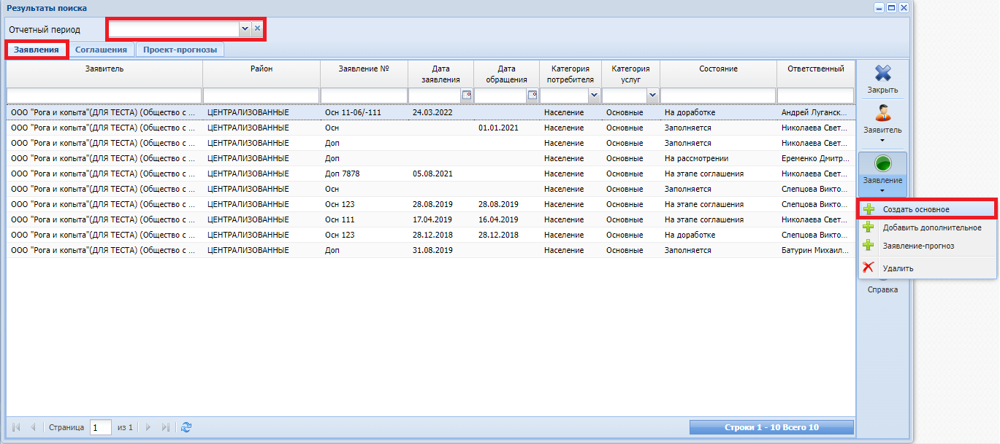 Результаты поиска
Отчетный период
Заявления Соглашения Проект-прогнозы
Заявитель Район Заявление № Дата заявления Дата обращения Категория потребителя Категория услуг Состояние Ответственный
ООО "Рога и копыта"(ДЛЯ ТЕСТА) (Общество с ... ЦЕНТРАЛИЗОВАННЫЕ Осн 11-06/-111 24.03.2022 Население Основные На доработке Андрей Луганск...
ООО "Рога и копыта"(ДЛЯ ТЕСТА) (Общество с ... ЦЕНТРАЛИЗОВАННЫЕ Осн 01.01.2021 Население Основные Заполняется Николаева Свет...
ООО "Рога и копыта"(ДЛЯ ТЕСТА) (Общество с ... ЦЕНТРАЛИЗОВАННЫЕ Доп Население Основные Заполняется Николаева Свет...
ООО "Рога и копыта"(ДЛЯ ТЕСТА) (Общество с ... ЦЕНТРАЛИЗОВАННЫЕ Доп Население Основные На рассмотрении Еременко Дмитр...
ООО "Рога и копыта"(ДЛЯ ТЕСТА) (Общество с ... ЦЕНТРАЛИЗОВАННЫЕ Доп 7878 05.08.2021 Население Основные На этапе соглашения Николаева Свет...
ООО "Рога и копыта"(ДЛЯ ТЕСТА) (Общество с ... ЦЕНТРАЛИЗОВАННЫЕ Осн Население Основные Заполняется Слепцова Викто...
ООО "Рога и копыта"(ДЛЯ ТЕСТА) (Общество с ... ЦЕНТРАЛИЗОВАННЫЕ Осн 123 28.08.2019 28.08.2019 Население Основные На этапе соглашения Слепцова Викто...
ООО "Рога и копыта"(ДЛЯ ТЕСТА) (Общество с ... ЦЕНТРАЛИЗОВАННЫЕ Осн 111 17.04.2019 16.04.2019 Население Основные На этапе соглашения Николаева Свет...
ООО "Рога и копыта"(ДЛЯ ТЕСТА) (Общество с ... ЦЕНТРАЛИЗОВАННЫЕ Осн 123 28.12.2018 28.12.2018 Население Основные На доработке Слепцова Викто...
ООО "Рога и копыта"(ДЛЯ ТЕСТА) (Общество с ... ЦЕНТРАЛИЗОВАННЫЕ Доп 31.08.2019 Население Основные Заполняется Батурин Михаил...
Закрыть
Заявитель
Заявление
Создать основное
Добавить дополнительное
Заявление-прогноз
Удалить
Справка
Страница 1 из 1 Строки 1 - 10 Всего 10